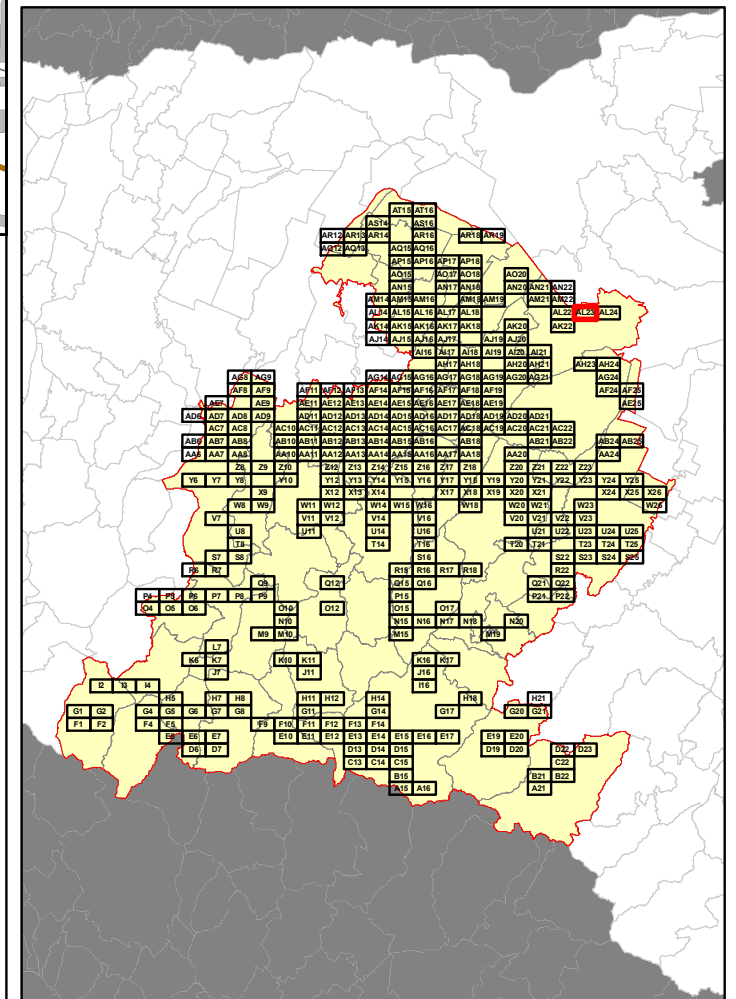 AT15 AT16
AS14 AS16
AR12 AR13 AR14 AR16 AR18 AR19
AQ12 AQ13 AQ15 AQ16
AP15 AP16 AP17 AP18
AO15 AO17 AO18 AO20
AN15 AN17 AN18 AN20 AN21 AN22
AM14 AM15 AM16 AM18 AM19 AM21 AM22
AL14 AL15 AL16 AL17 AL18 AL22 AL23 AL24
AK14 AK15 AK16 AK17 AK18 AK20 AK22
AJ14 AJ15 AJ16 AJ17 AJ19 AJ20
AI16 AI17 AI18 AI19 AI20 AI21
AH17 AH18 AH20 AH21 AH23 AH24
AG8 AG9 AG14 AG15 AG16 AG17 AG18 AG19 AG20 AG21 AG24
AF8 AF9 AF11 AF12 AF13 AF14 AF15 AF16 AF17 AF18 AF19 AF24 AF25
AE7 AE9 AE11 AE12 AE13 AE14 AE15 AE16 AE17 AE18 AE19 AE25
AD6 AD7 AD8 AD9 AD11 AD12 AD13 AD14 AD15 AD16 AD17 AD18 AD19 AD20 AD21
AC7 AC8 AC10 AC11 AC12 AC13 AC14 AC15 AC16 AC17 AC18 AC19 AC20 AC21 AC22
AB6 AB7 AB8 AB10 AB11 AB12 AB13 AB14 AB15 AB16 AB18 AB21 AB22 AB24 AB25
AA6 AA7 AA8 AA10 AA11 AA12 AA13 AA14 AA15 AA16 AA17 AA18 AA20 AA24
Z8 Z9 Z10 Z12 Z13 Z14 Z15 Z16 Z17 Z18 Z20 Z21 Z22 Z23
Y6 Y7 Y8 Y10 Y12 Y13 Y14 Y15 Y16 Y17 Y18 Y19 Y20 Y21 Y22 Y23 Y24 Y25
X9 X12 X13 X14 X17 X18 X19 X20 X21 X24 X25 X26
W8 W9 W11 W12 W14 W15 W16 W18 W20 W21 W23 W26
V7 V11 V12 V14 V16 V20 V21 V22 V23
U8 U11 U14 U16 U21 U22 U23 U24 U25
T8 T14 T16 T20 T21 T23 T24 T25
S7 S8 S16 S22 S23 S24 S25
R6 R7 R15 R16 R17 R18 R22
Q9 Q12 Q15 Q16 Q21 Q22
P4 P5 P6 P7 P8 P9 P15 P21 P22
O4 O5 O6 O10 O12 O15 O17
N10 N15 N16 N17 N18 N20
M9 M10 M15 M19
L7
K6 K7 K10 K11 K16 K17
J7 J11 J16
I2 I3 I4 I16
H5 H7 H8 H11 H12 H14 H18 H21
G1 G2 G4 G5 G6 G7 G8 G11 G14 G17 G20 G21
F1 F2 F4 F5 F9 F10 F11 F12 F13 F14
E5 E6 E7 E10 E11 E12 E13 E14 E15 E16 E17 E19 E20
D6 D7 D13 D14 D15 D19 D20 D22 D23
C13 C14 C15 C22
B15 B21 B22
A15 A16 A21